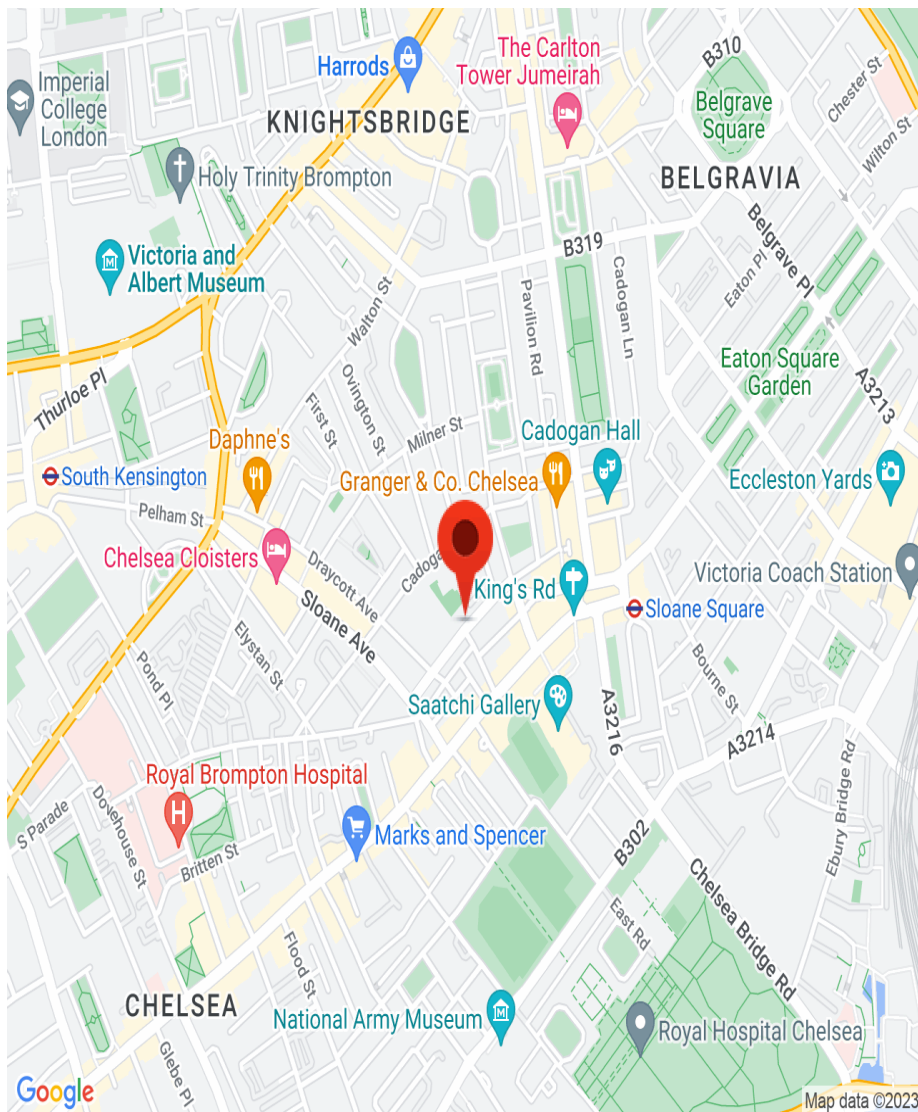 The Carlton
Tower Jumeirah
B310
Harrods
Imperial
College
London
KNIGHTSBRIDGE
Belgrave
Square
Chester St
Wilton St
Holy Trinity Brompton
BELGRAVIA
Victoria and
Albert Museum
B319
Belgrave Pl
Eaton Pl
Cadogan Ln
Pavilion Rd
Walton St
Eaton Square
Garden
A3213
Thurloe Pl
Ovington St
First St
Milner St
Daphne's
Cadogan Hall
South Kensington
Granger & Co. Chelsea
Eccleston Yards
Pelham St
Chelsea Cloisters
Draycott Ave
Cadoga
King's Rd
Victoria Coach Station
Sloane Square
Sloane Ave
Elystan St
Pond Pl
Bourne St
Saatchi Gallery
A3216
A3214
Ebury Bridge Rd
Royal Brompton Hospital
S Parade
Dovehouse St
Britten St
Marks and Spencer
B302
Chelsea Bridge Rd
East Rd
Flood St
CHELSEA
National Army Museum
Royal Hospital Chelsea
Glebe Pl
Google
Map data ©2023